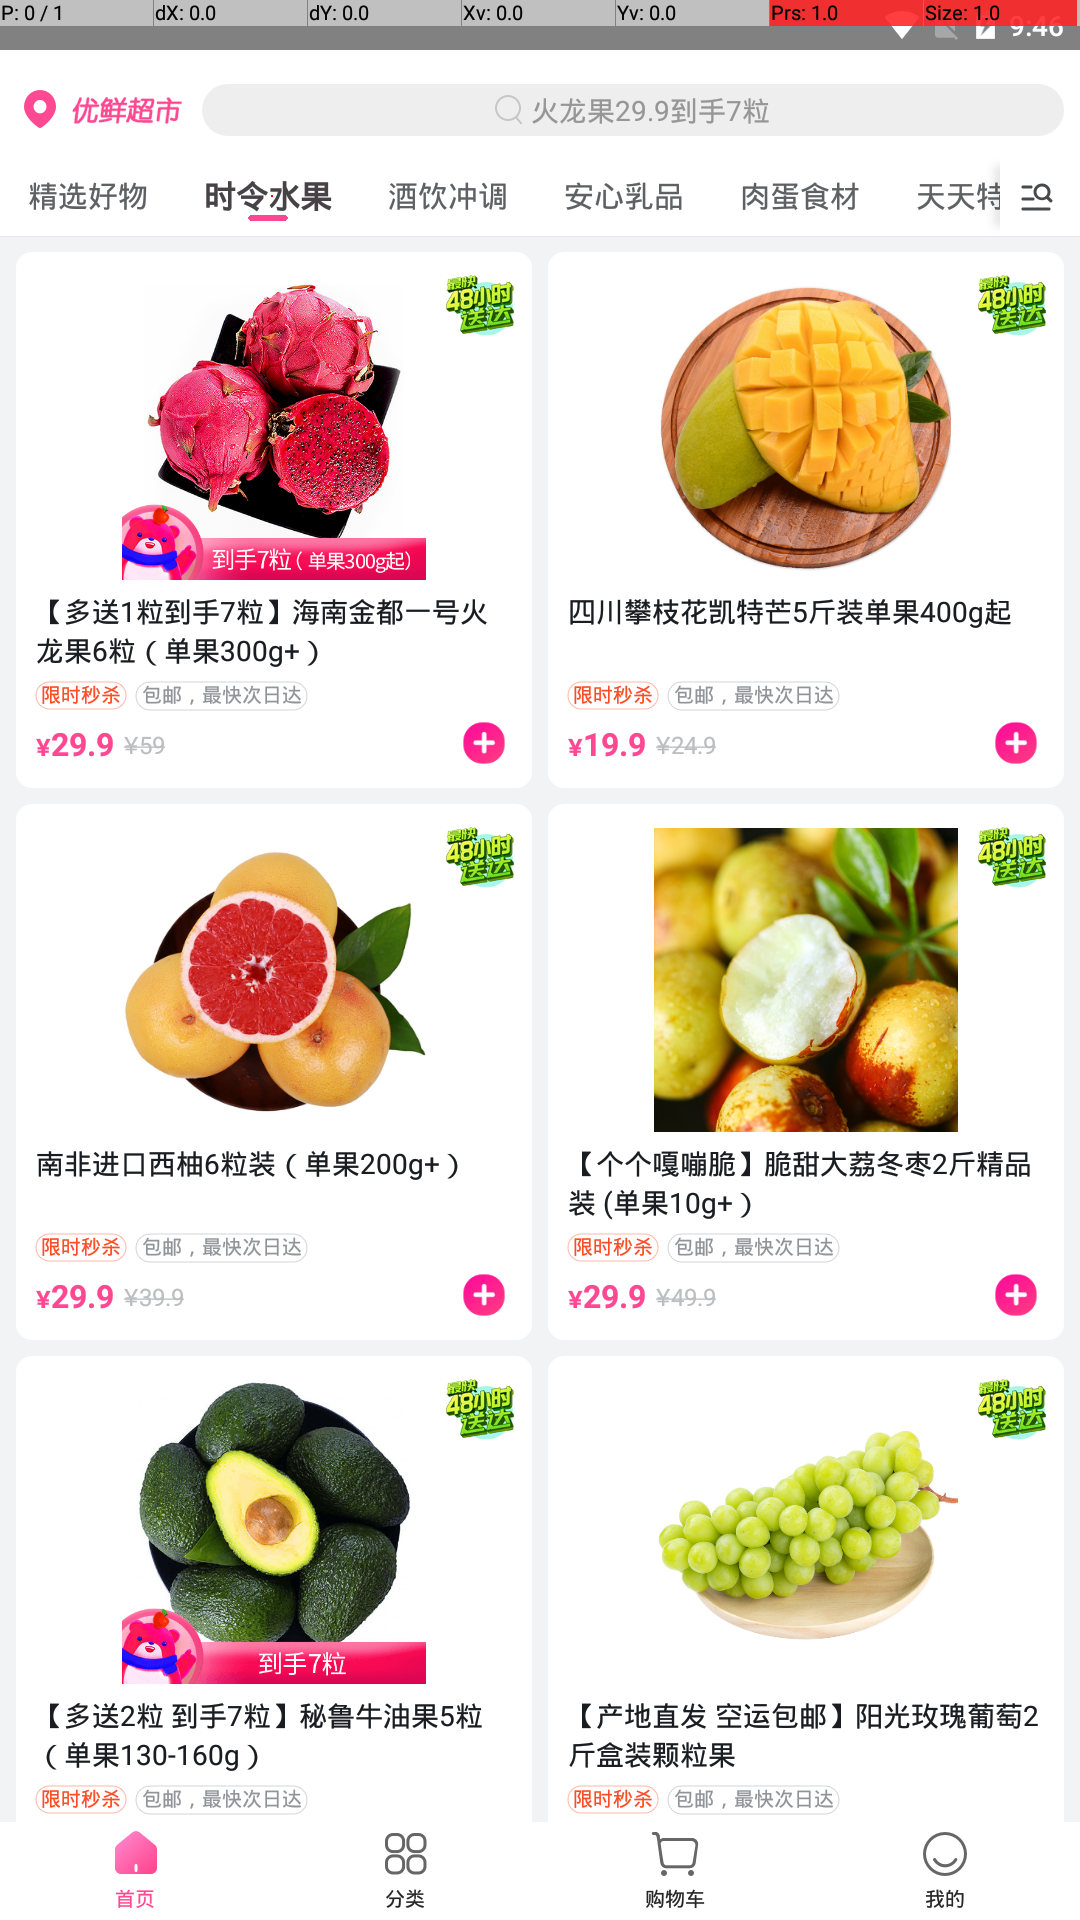 P: 0 / 1
dX: 0.0
dY: 0.0
Xv: 0.0
Yv: 0.0
Prs: 1.0
Size: 1.0
9:46
优鲜超市
火龙果29.9到手7粒
精选好物
时令水果
酒饮冲调
安心乳品
肉蛋食材
天天特
最快
48小时
送达
到手7粒（单果300g起）
【多送1粒到手7粒】海南金都一号火
龙果6粒（单果300g+）
限时秒杀 包邮，最快次日达
¥29.9 ¥59
最快
48小时
送达
四川攀枝花凯特芒5斤装单果400g起
限时秒杀 包邮，最快次日达
¥19.9 ¥24.9
最快
48小时
送达
南非进口西柚6粒装（单果200g+）
限时秒杀 包邮，最快次日达
¥29.9 ¥39.9
最快
48小时
送达
【个个嘎嘣脆】脆甜大荔冬枣2斤精品
装 (单果10g+）
限时秒杀 包邮，最快次日达
¥29.9 ¥49.9
最快
48小时
送达
到手7粒
【多送2粒 到手7粒】秘鲁牛油果5粒
（单果130-160g）
限时秒杀 包邮，最快次日达
最快
48小时
送达
【产地直发 空运包邮】阳光玫瑰葡萄2
斤盒装颗粒果
限时秒杀 包邮，最快次日达
首页
分类
购物车
我的